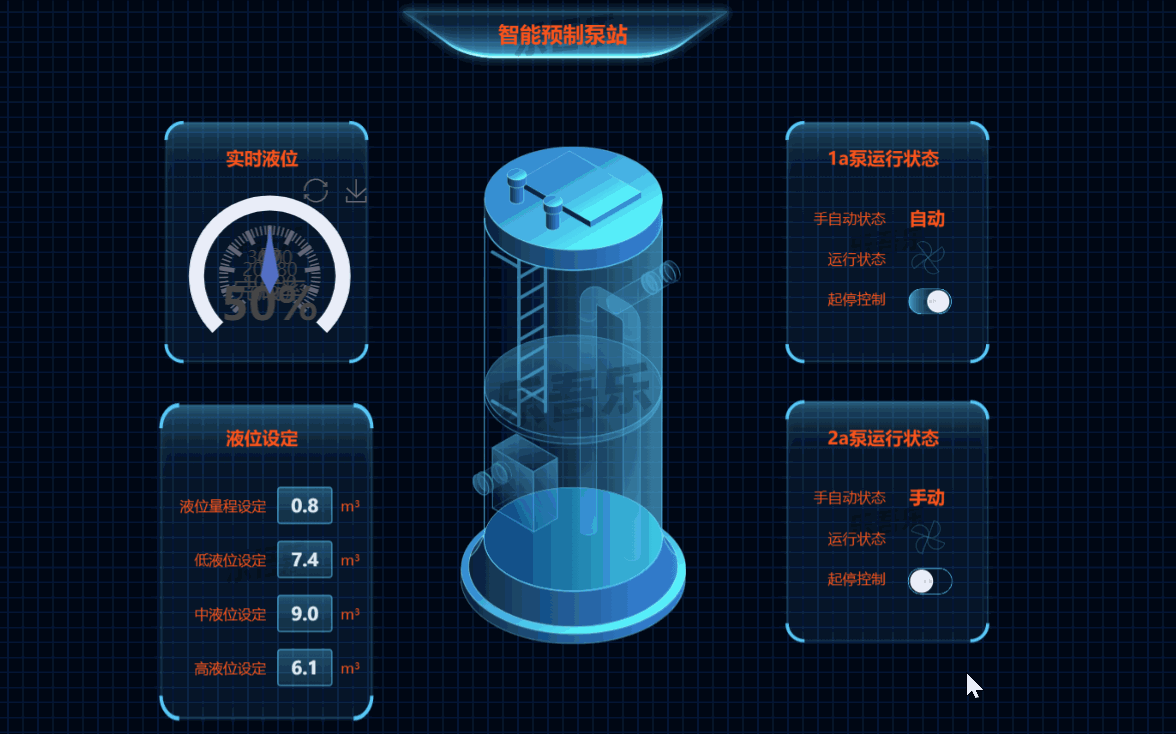 智能预制泵站
实时液位
50%
液位设定
液位量程设定 0.8 m³
低液位设定 7.4 m³
中液位设定 9.0 m³
高液位设定 6.1 m³
乐吾乐
1a泵运行状态
手自动状态 自动
运行状态
起停控制
2a泵运行状态
手自动状态 手动
运行状态
起停控制